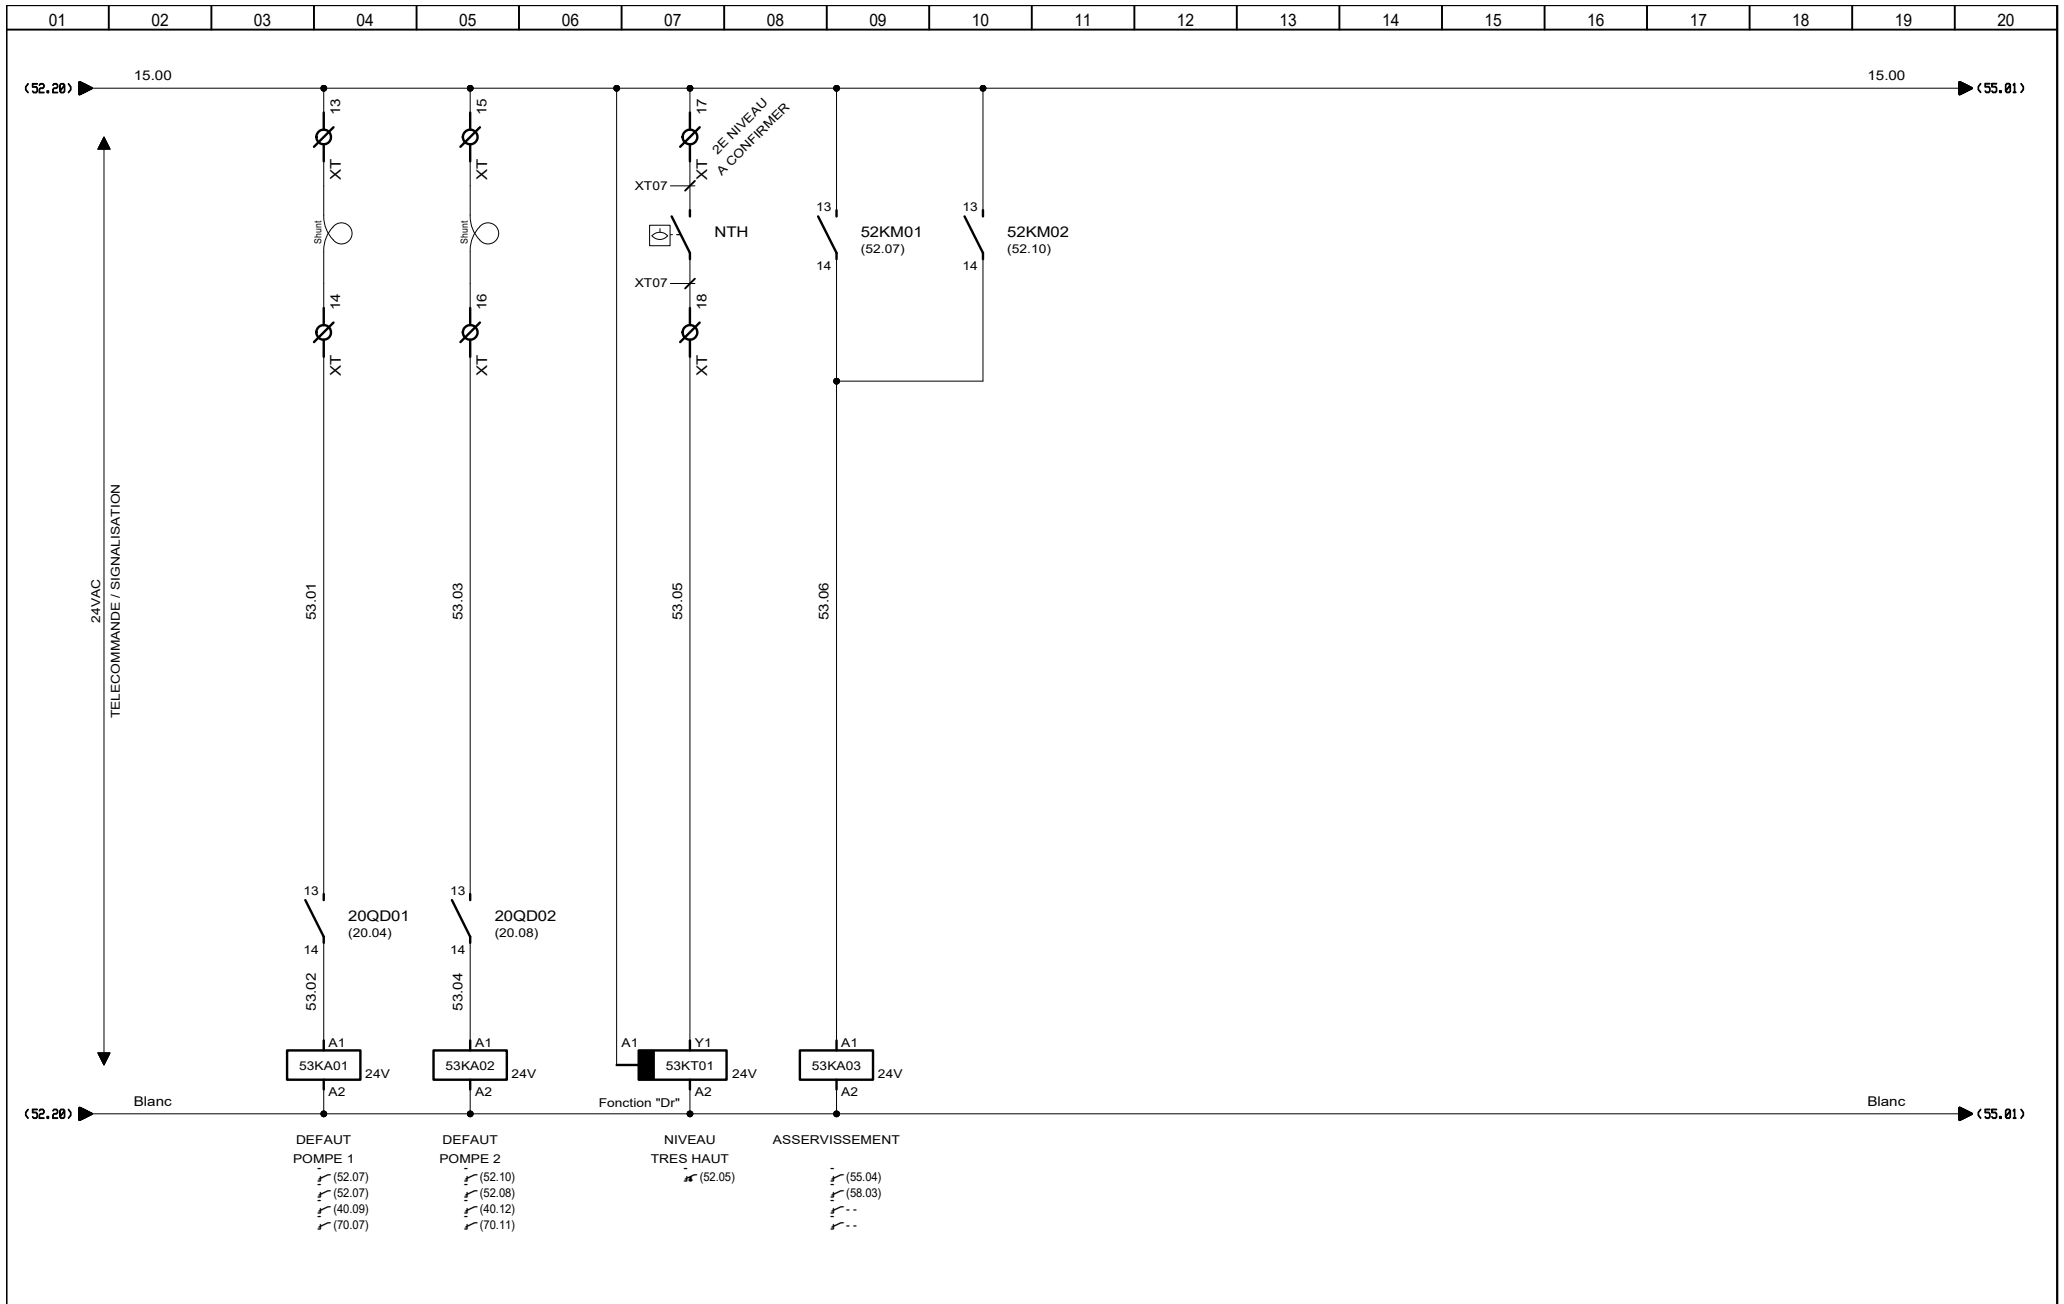 01 02 03 04 05 06 07 08 09 10 11 12 13 14 15 16 17 18 19 20
(52.20) 15.00 15.00 (55.01)
13 15 17
2E NIVEAU
A CONFIRMER
XT XT XT
XT07
Shunt Shunt
NTH
13 13
52KM01 52KM02
(52.07) (52.10)
14 14
XT07
14 16 18
XT XT XT
24VAC
TELECOMMANDE / SIGNALISATION
53.01 53.03 53.05 53.06
13 13
20QD01 20QD02
(20.04) (20.08)
14 14
53.02 53.04
A1 A1 A1 Y1 A1
53KA01 24V 53KA02 24V 53KT01 24V 53KA03 24V
A2 A2 A2 A2
(52.20) Blanc Fonction "Dr" Blanc (55.01)
DEFAUT
POMPE 1
(52.07)
(52.07)
(40.09)
(70.07)
DEFAUT
POMPE 2
(52.10)
(52.08)
(40.12)
(70.11)
NIVEAU
TRES HAUT
(52.05)
ASSERVISSEMENT
(55.04)
(58.03)
--
--